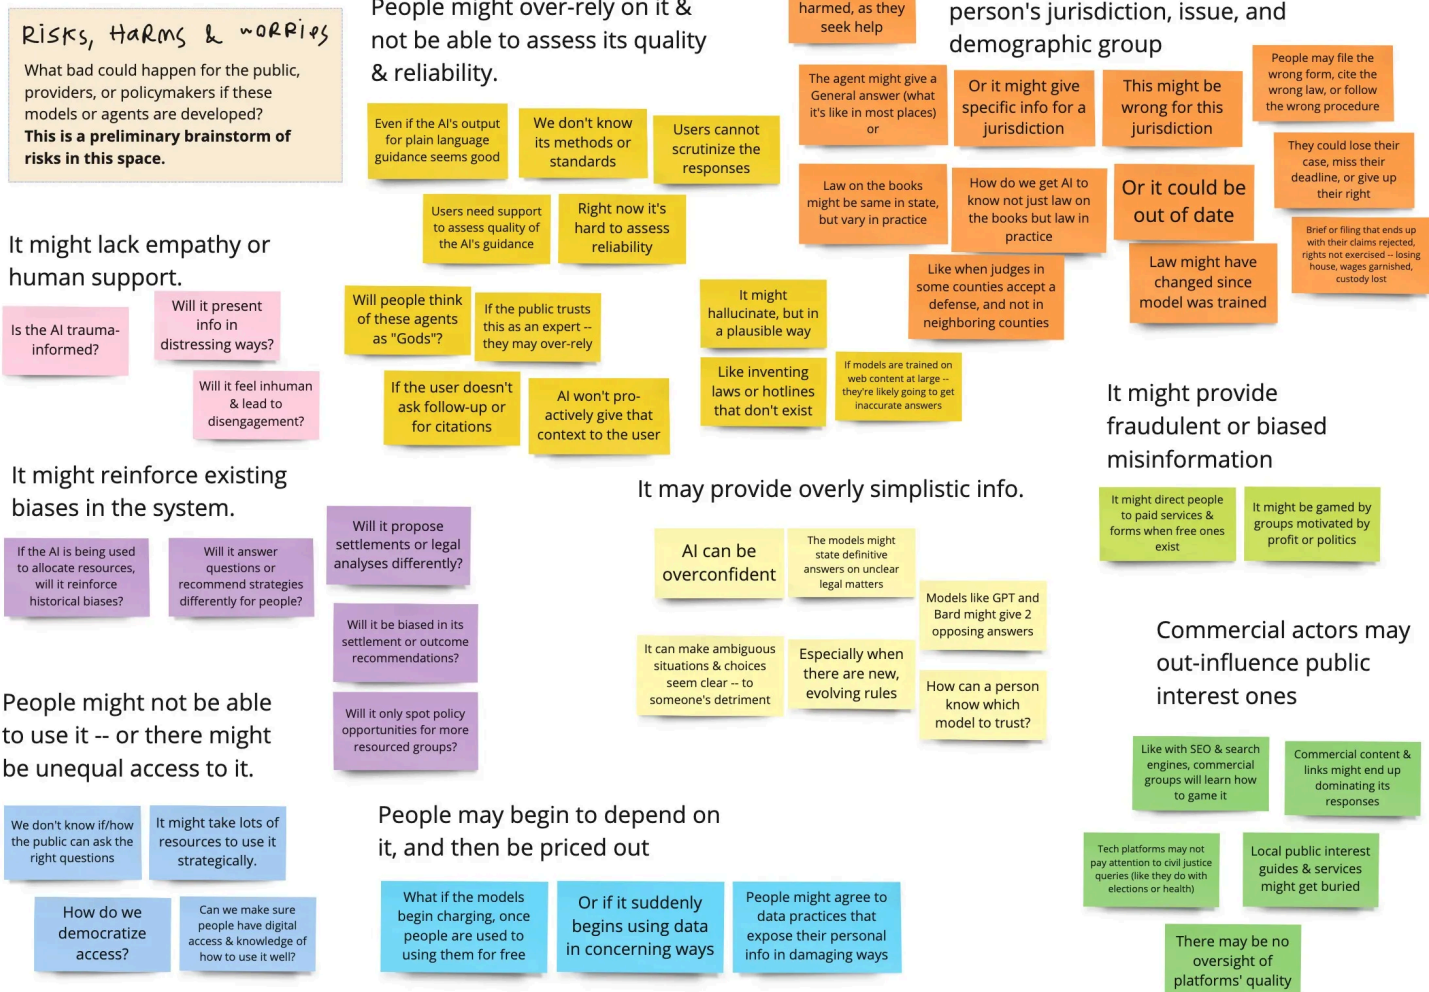 Risks, Harms & worries
What bad could happen for the public,
providers, or policymakers if these
models or agents are developed?
This is a preliminary brainstorm of
risks in this space.
People might over-rely on it &
not be able to assess its quality
& reliability.
Even if the AI's output
for plain language
guidance seems good
We don't know
its methods or
standards
Users cannot
scrutinize the
responses
Users need support
to assess quality of
the AI's guidance
Right now it's
hard to assess
reliability
Will people think
of these agents
as "Gods"?
If the public trusts
this as an expert --
they may over-rely
If the user doesn't
ask follow-up or
for citations
AI won't pro-
actively give that
context to the user
It might
hallucinate, but in
a plausible way
Like inventing
laws or hotlines
that don't exist
If models are trained on
web content at large --
they're likely going to get
inaccurate answers
harmed, as they
seek help
person's jurisdiction, issue, and
demographic group
The agent might give a
General answer (what
it's like in most places)
or
Or it might give
specific info for a
jurisdiction
This might be
wrong for this
jurisdiction
People may file the
wrong form, cite the
wrong law, or follow
the wrong procedure
They could lose their
case, miss their
deadline, or give up
their right
Law on the books
might be same in state,
but vary in practice
How do we get AI to
know not just law on
the books but law in
practice
Or it could be
out of date
Brief or filing that ends up
with their claims rejected,
rights not exercised -- losing
house, wages garnished,
custody lost
Like when judges in
some counties accept a
defense, and not in
neighboring counties
Law might have
changed since
model was trained
It might lack empathy or
human support.
Is the AI trauma-
informed?
Will it present
info in
distressing ways?
Will it feel inhuman
& lead to
disengagement?
It might reinforce existing
biases in the system.
If the AI is being used
to allocate resources,
will it reinforce
historical biases?
Will it answer
questions or
recommend strategies
differently for people?
Will it propose
settlements or legal
analyses differently?
Will it be biased in its
settlement or outcome
recommendations?
Will it only spot policy
opportunities for more
resourced groups?
It may provide overly simplistic info.
AI can be
overconfident
The models might
state definitive
answers on unclear
legal matters
Models like GPT and
Bard might give 2
opposing answers
It can make ambiguous
situations & choices
seem clear -- to
someone's detriment
Especially when
there are new,
evolving rules
How can a person
know which
model to trust?
It might provide
fraudulent or biased
misinformation
It might direct people
to paid services &
forms when free ones
exist
It might be gamed by
groups motivated by
profit or politics
Commercial actors may
out-influence public
interest ones
Like with SEO & search
engines, commercial
groups will learn how
to game it
Commercial content &
links might end up
dominating its
responses
Tech platforms may not
pay attention to civil justice
queries (like they do with
elections or health)
Local public interest
guides & services
might get buried
There may be no
oversight of
platforms' quality
People might not be able
to use it -- or there might
be unequal access to it.
We don't know if/how
the public can ask the
right questions
It might take lots of
resources to use it
strategically.
How do we
democratize
access?
Can we make sure
people have digital
access & knowledge of
how to use it well?
People may begin to depend on
it, and then be priced out
What if the models
begin charging, once
people are used to
using them for free
Or if it suddenly
begins using data
in concerning ways
People might agree to
data practices that
expose their personal
info in damaging ways